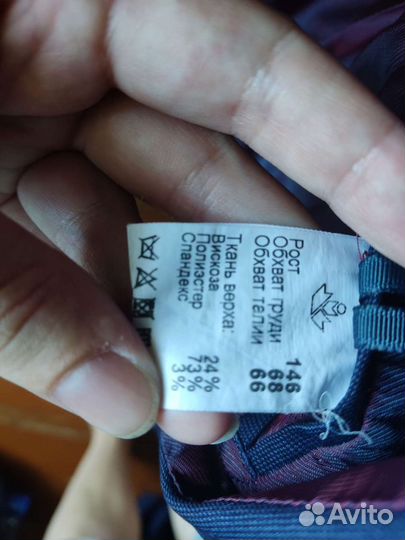 Рост 146
Обхват груди 68
Обхват талии 66
Ткань верха:
Вискоза 24%
Полиэстер 73%
Спандекс 3%
Avito